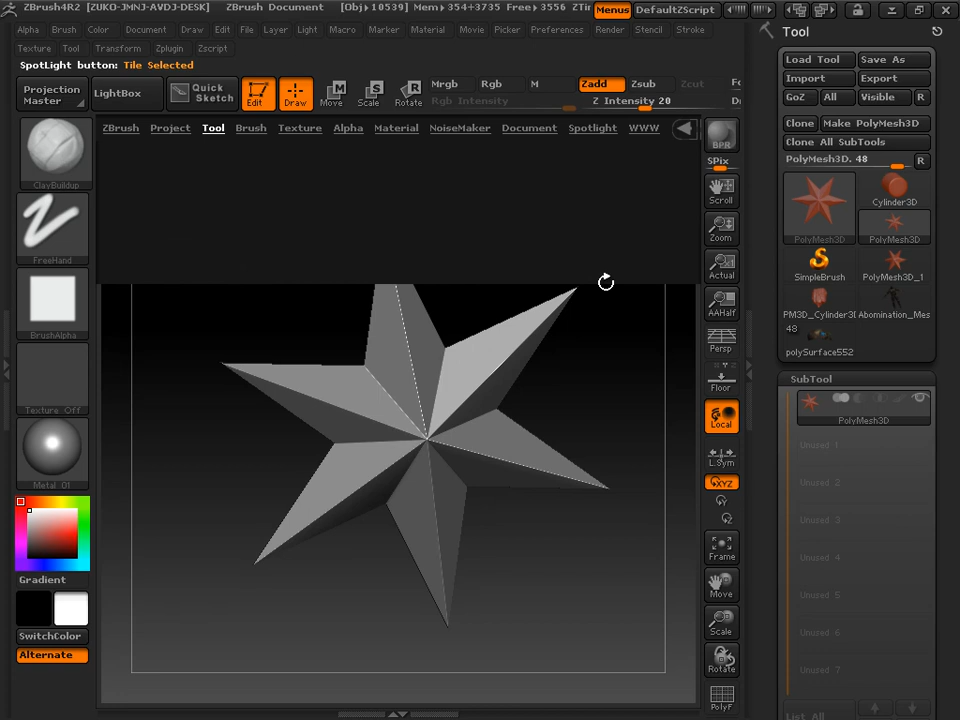 ZBrush4R2 [ZUKO-JMNJ-AVDJ-DESK] ZBrush Document [Obj▸10539] Mem▸354+3735 Free▸3556 ZTi Menus DefaultZScript
Alpha Brush Color Document Draw Edit File Layer Light Macro Marker Material Movie Picker Preferences Render Stencil Stroke
Texture Tool Transform Zplugin Zscript
SpotLight button: Tile Selected
Projection Master LightBox Quick Sketch Edit Draw Move Scale Rotate Mrgb Rgb M Zadd Zsub Zcut Fo
Rgb Intensity Z Intensity 20 Dr
ZBrush Project Tool Brush Texture Alpha Material NoiseMaker Document Spotlight WWW
ClayBuildup
FreeHand
BrushAlpha
Texture Off
Metal 01
Gradient
SwitchColor
Alternate
BPR
SPix
Scroll
Zoom
Actual
AAHalf
Persp
Floor
Local
L.Sym
XYZ
Y
Z
Frame
Move
Scale
Rotate
PolyF
Tool
Load Tool Save As
Import Export
GoZ All Visible R
Clone Make PolyMesh3D
Clone All SubTools
PolyMesh3D. 48 R
PolyMesh3D Cylinder3D
PolyMesh3D
SimpleBrush PolyMesh3D_1
PM3D_Cylinder3I Abomination_Mes
48
polySurface552
SubTool
PolyMesh3D
Unused 1
Unused 2
Unused 3
Unused 4
Unused 5
Unused 6
Unused 7
List All